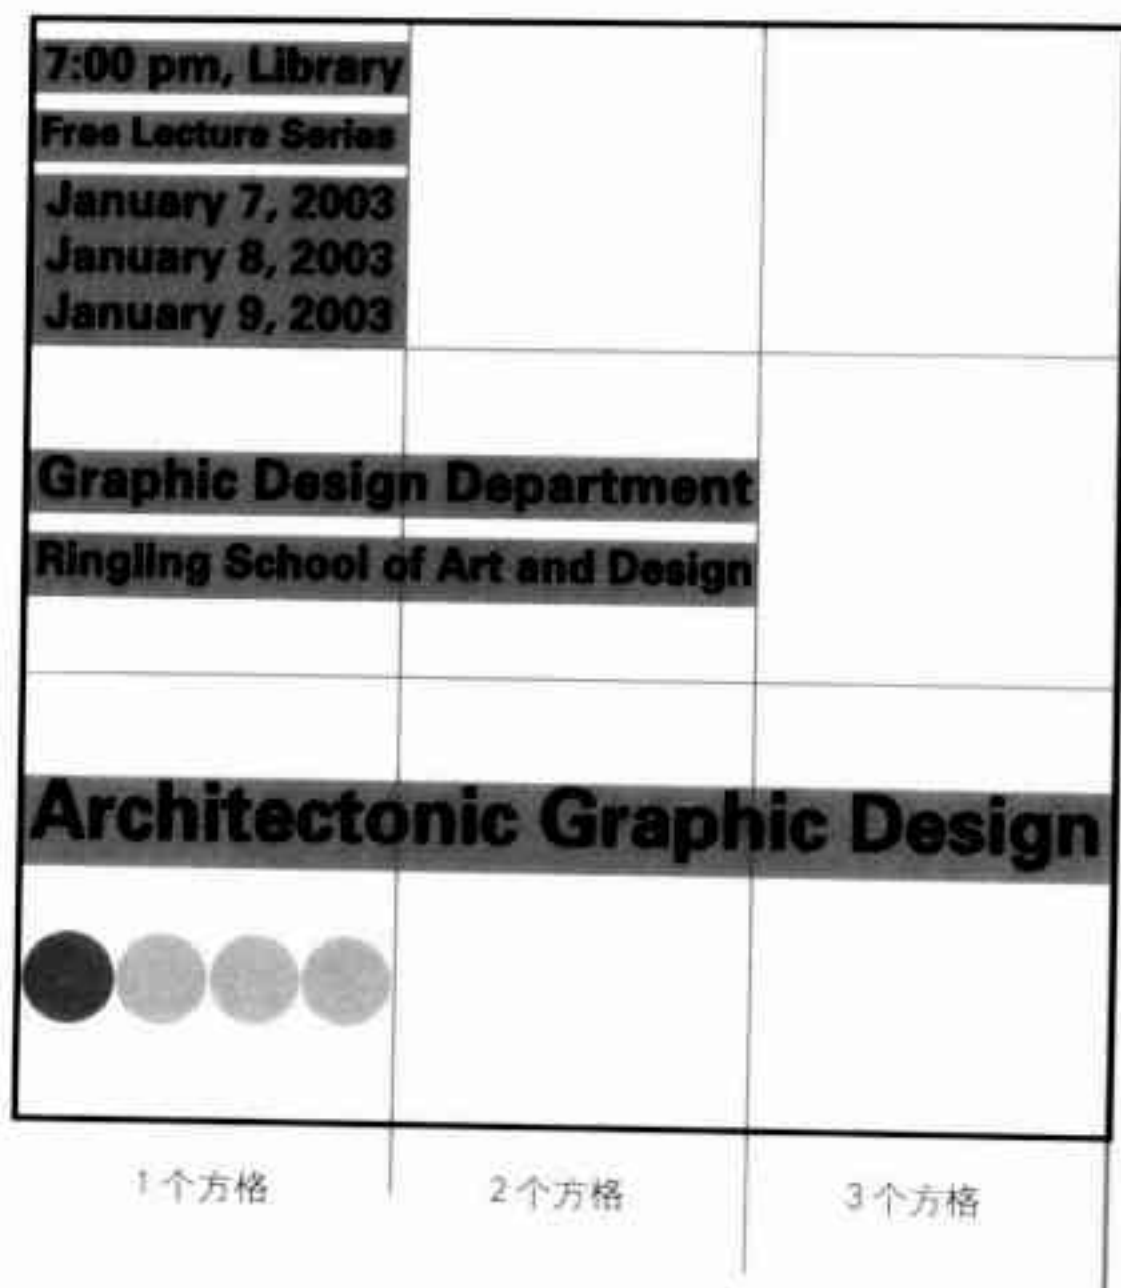 7:00 pm, Library
Free Lecture Series
January 7, 2003
January 8, 2003
January 9, 2003
Graphic Design Department
Ringling School of Art and Design
Architectonic Graphic Design
1 个方格
2 个方格
3 个方格